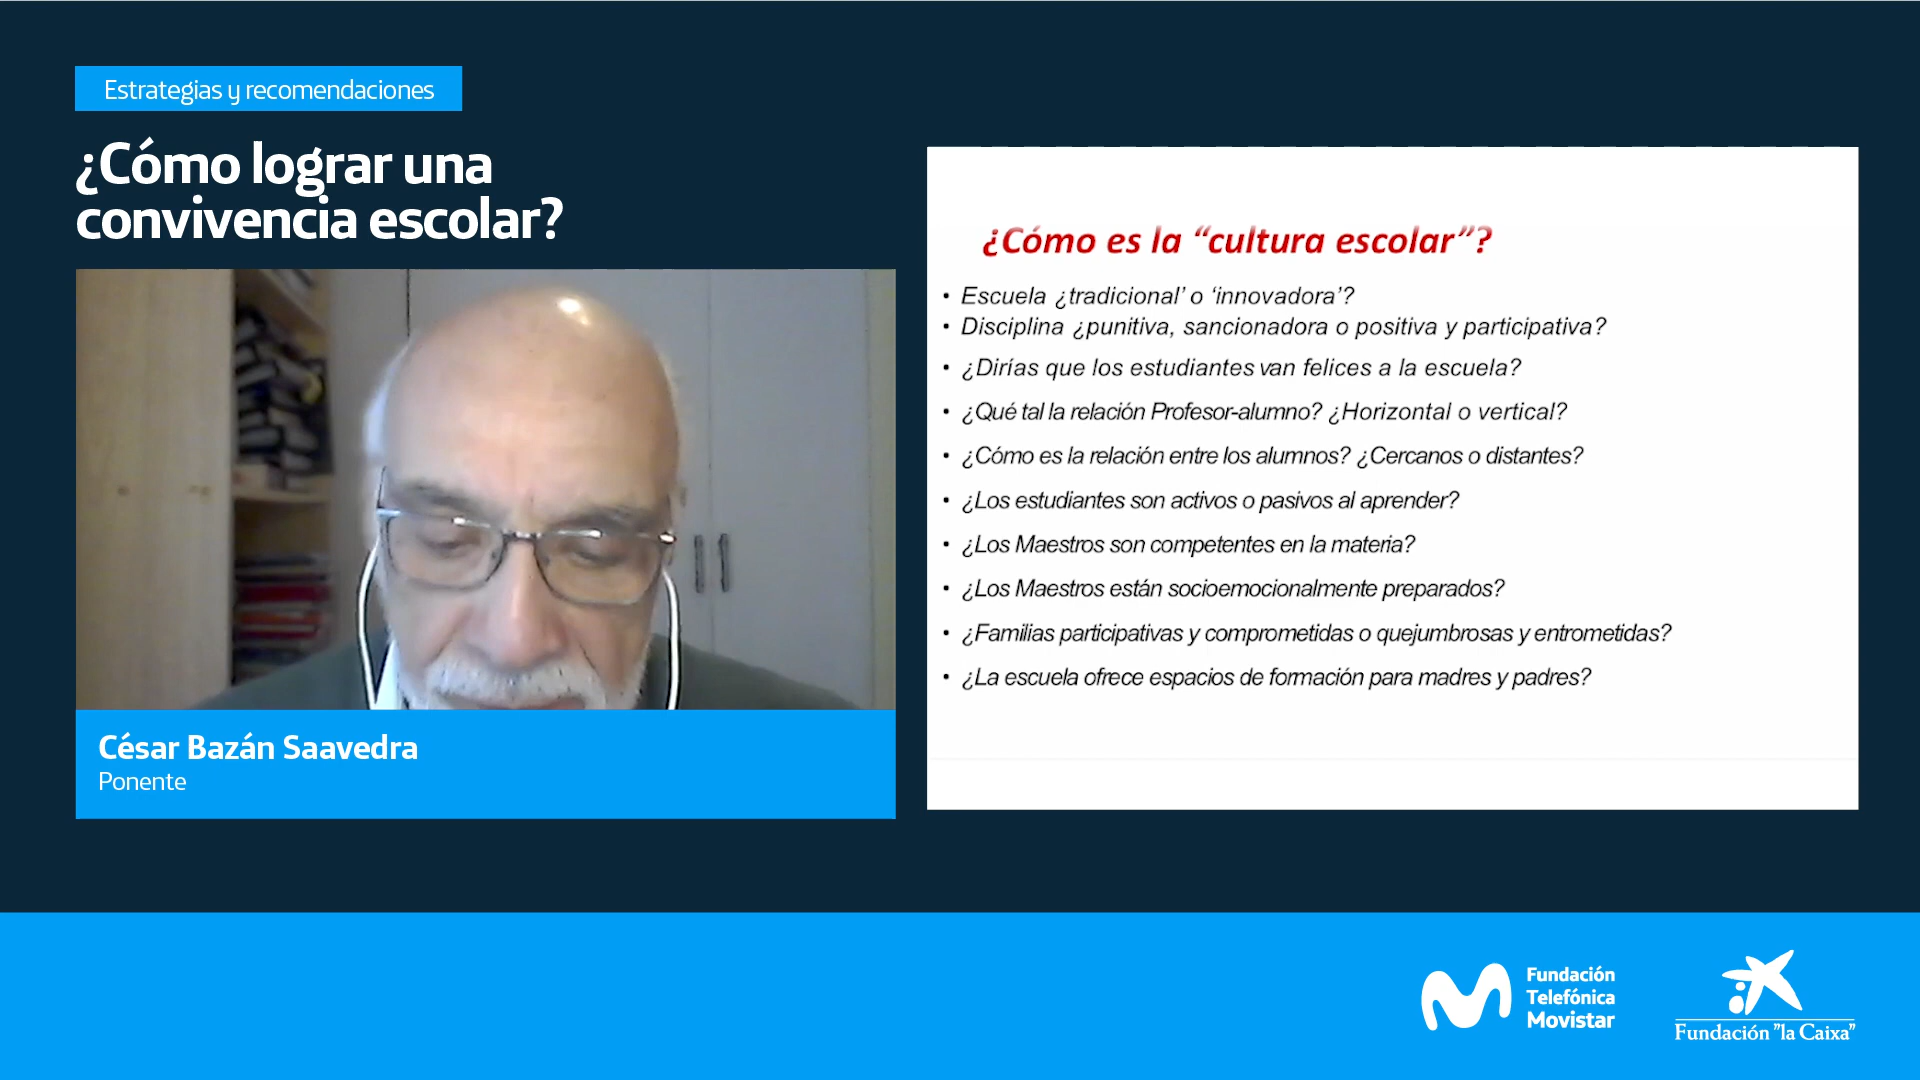 Estrategias y recomendaciones
¿Cómo lograr una
convivencia escolar?
César Bazán Saavedra
Ponente
¿Cómo es la “cultura escolar”?
• Escuela ¿tradicional’ o ‘innovadora’?
• Disciplina ¿punitiva, sancionadora o positiva y participativa?
• ¿Dirías que los estudiantes van felices a la escuela?
• ¿Qué tal la relación Profesor-alumno? ¿Horizontal o vertical?
• ¿Cómo es la relación entre los alumnos? ¿Cercanos o distantes?
• ¿Los estudiantes son activos o pasivos al aprender?
• ¿Los Maestros son competentes en la materia?
• ¿Los Maestros están socioemocionalmente preparados?
• ¿Familias participativas y comprometidas o quejumbrosas y entrometidas?
• ¿La escuela ofrece espacios de formación para madres y padres?
Fundación
Telefónica
Movistar
Fundación "la Caixa"